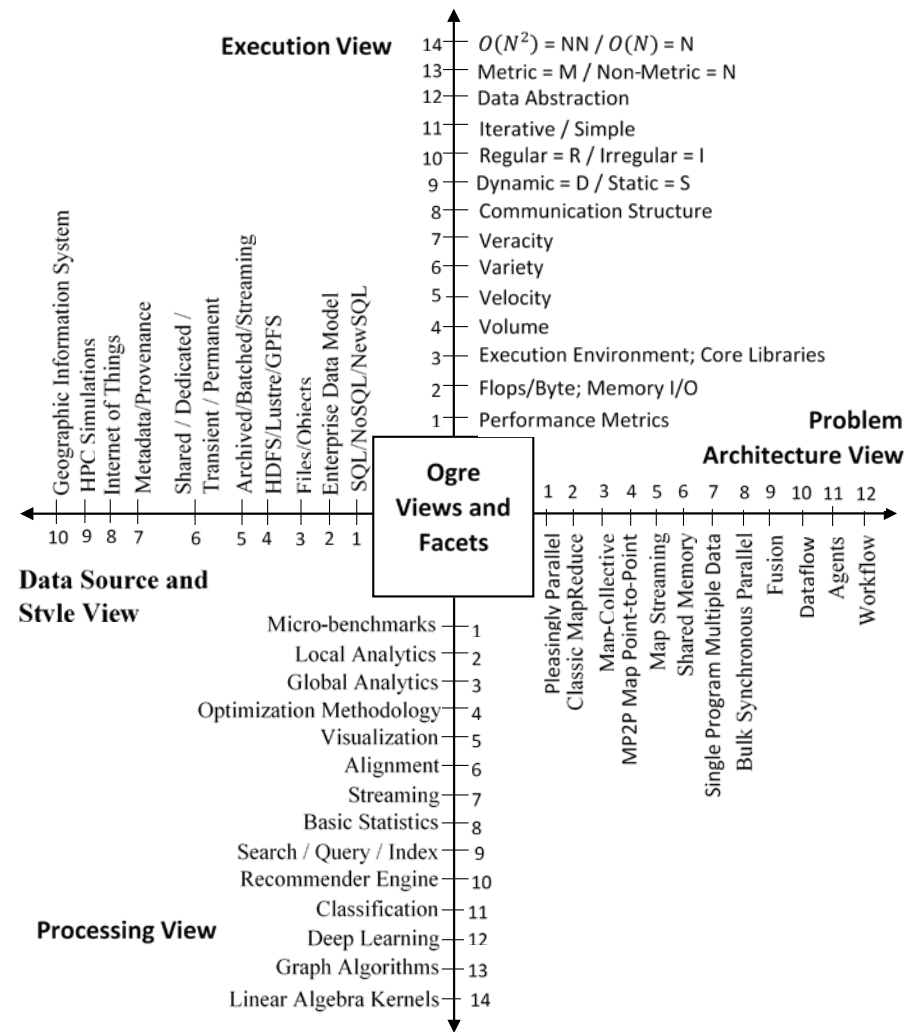 Execution View
14 O(N²) = NN / O(N) = N
13 Metric = M / Non-Metric = N
12 Data Abstraction
11 Iterative / Simple
10 Regular = R / Irregular = I
9 Dynamic = D / Static = S
8 Communication Structure
7 Veracity
6 Variety
5 Velocity
4 Volume
3 Execution Environment; Core Libraries
2 Flops/Byte; Memory I/O
1 Performance Metrics
Geographic Information System
HPC Simulations
Internet of Things
Metadata/Provenance
Shared / Dedicated /
Transient / Permanent
Archived/Batched/Streaming
HDFS/Lustre/GPFS
Files/Objects
Enterprise Data Model
SQL/NoSQL/NewSQL
10 9 8 7 6 5 4 3 2 1
Data Source and
Style View
Ogre
Views and
Facets
Problem
Architecture View
1 2 3 4 5 6 7 8 9 10 11 12
Pleasingly Parallel
Classic MapReduce
Map-Collective
MP2P Map Point-to-Point
Map Streaming
Shared Memory
Single Program Multiple Data
Bulk Synchronous Parallel
Fusion
Dataflow
Agents
Workflow
Micro-benchmarks 1
Local Analytics 2
Global Analytics 3
Optimization Methodology 4
Visualization 5
Alignment 6
Streaming 7
Basic Statistics 8
Search / Query / Index 9
Recommender Engine 10
Classification 11
Deep Learning 12
Graph Algorithms 13
Linear Algebra Kernels 14
Processing View